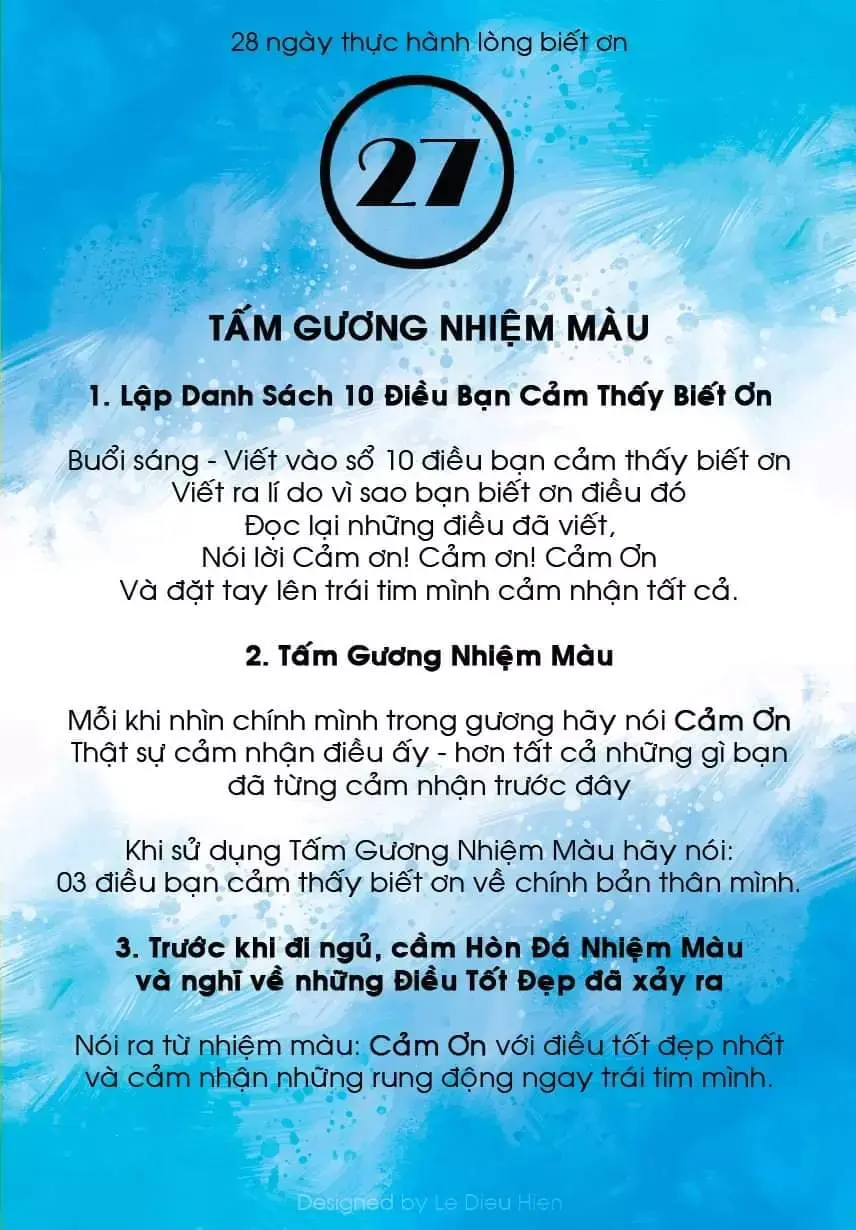 28 ngày thực hành lòng biết ơn
27
TẤM GƯƠNG NHIỆM MÀU
1. Lập Danh Sách 10 Điều Bạn Cảm Thấy Biết Ơn
Buổi sáng - Viết vào sổ 10 điều bạn cảm thấy biết ơn
Viết ra lí do vì sao bạn biết ơn điều đó
Đọc lại những điều đã viết,
Nói lời Cảm ơn! Cảm ơn! Cảm Ơn
Và đặt tay lên trái tim mình cảm nhận tất cả.
2. Tấm Gương Nhiệm Màu
Mỗi khi nhìn chính mình trong gương hãy nói Cảm Ơn
Thật sự cảm nhận điều ấy - hơn tất cả những gì bạn
đã từng cảm nhận trước đây
Khi sử dụng Tấm Gương Nhiệm Màu hãy nói:
03 điều bạn cảm thấy biết ơn về chính bản thân mình.
3. Trước khi đi ngủ, cầm Hòn Đá Nhiệm Màu
và nghĩ về những Điều Tốt Đẹp đã xảy ra
Nói ra từ nhiệm màu: Cảm Ơn với điều tốt đẹp nhất
và cảm nhận những rung động ngay trái tim mình.
Designed by Le Dieu Hien